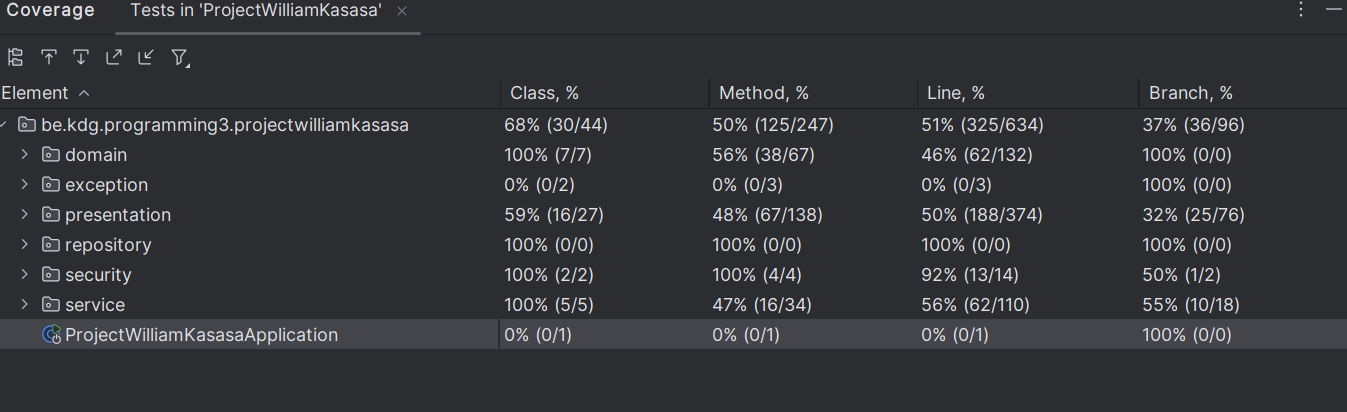 Coverage Tests in 'ProjectWilliamKasasa' ×
Element Class, % Method, % Line, % Branch, %
be.kdg.programming3.projectwilliamkasasa 68% (30/44) 50% (125/247) 51% (325/634) 37% (36/96)
domain 100% (7/7) 56% (38/67) 46% (62/132) 100% (0/0)
exception 0% (0/2) 0% (0/3) 0% (0/3) 100% (0/0)
presentation 59% (16/27) 48% (67/138) 50% (188/374) 32% (25/76)
repository 100% (0/0) 100% (0/0) 100% (0/0) 100% (0/0)
security 100% (2/2) 100% (4/4) 92% (13/14) 50% (1/2)
service 100% (5/5) 47% (16/34) 56% (62/110) 55% (10/18)
ProjectWilliamKasasaApplication 0% (0/1) 0% (0/1) 0% (0/1) 100% (0/0)